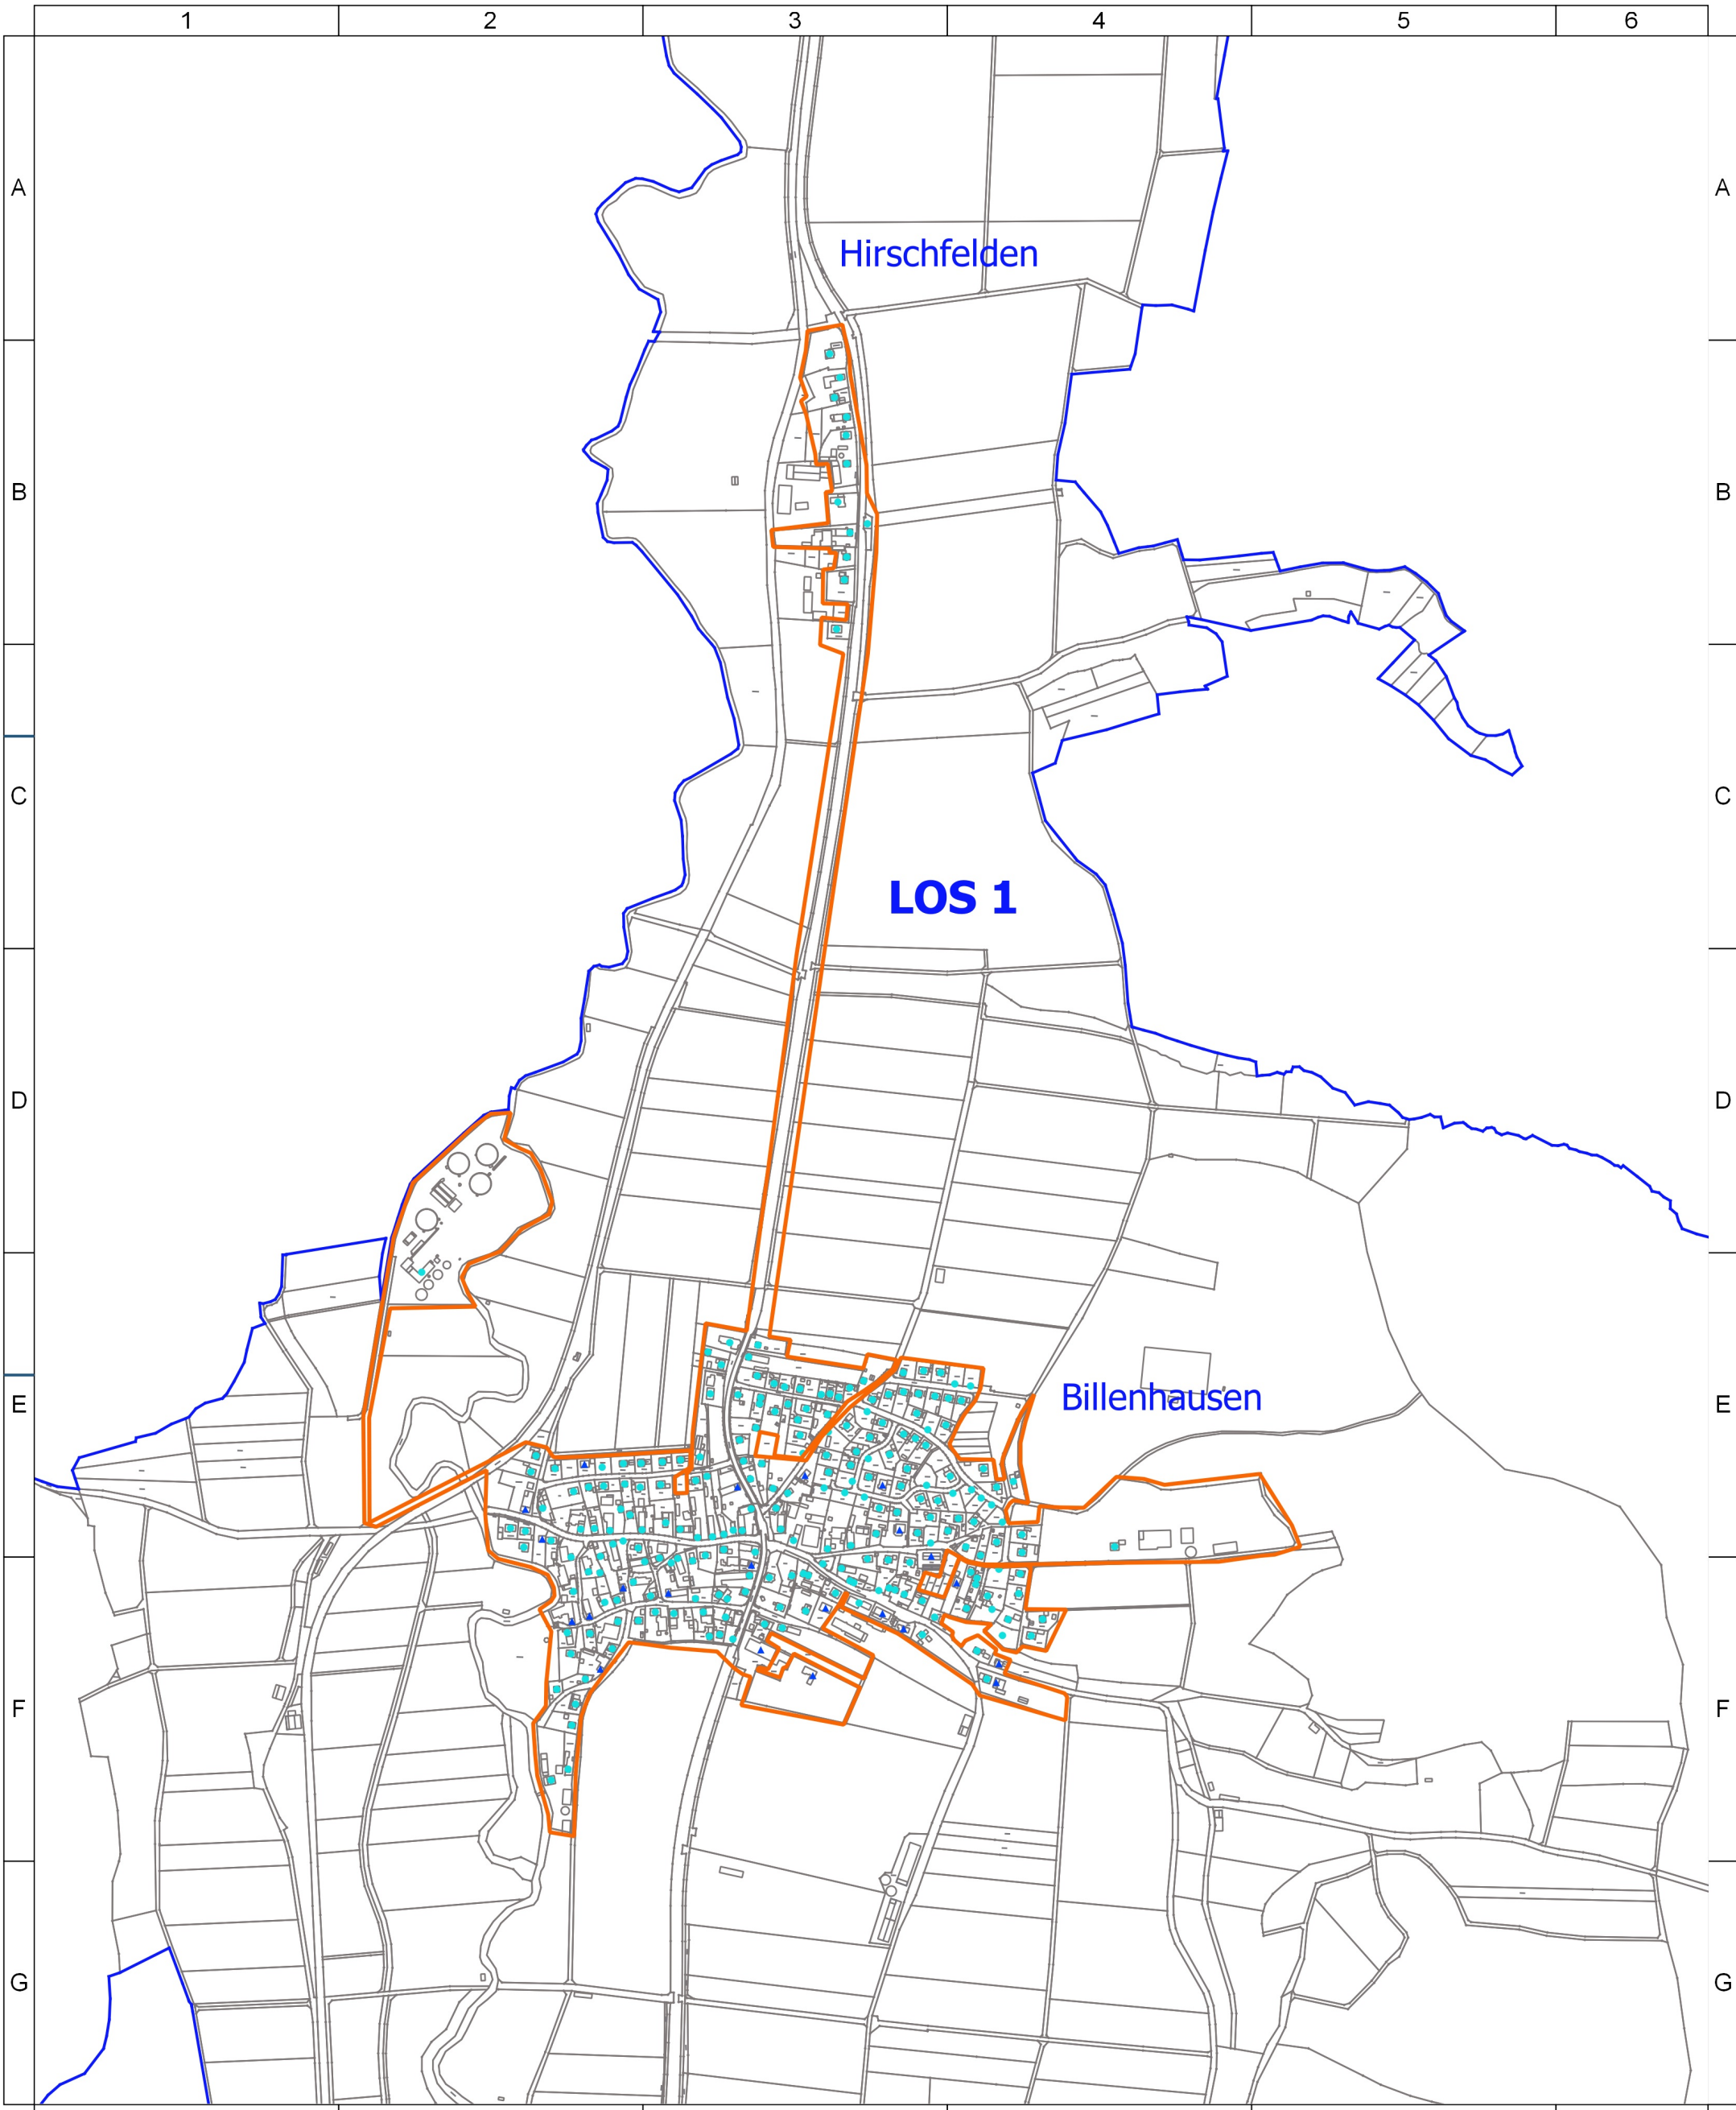 1 2 3 4 5 6
A A
Hirschfelden
B B
C C
LOS 1
D D
E E
Billenhausen
F F
G G